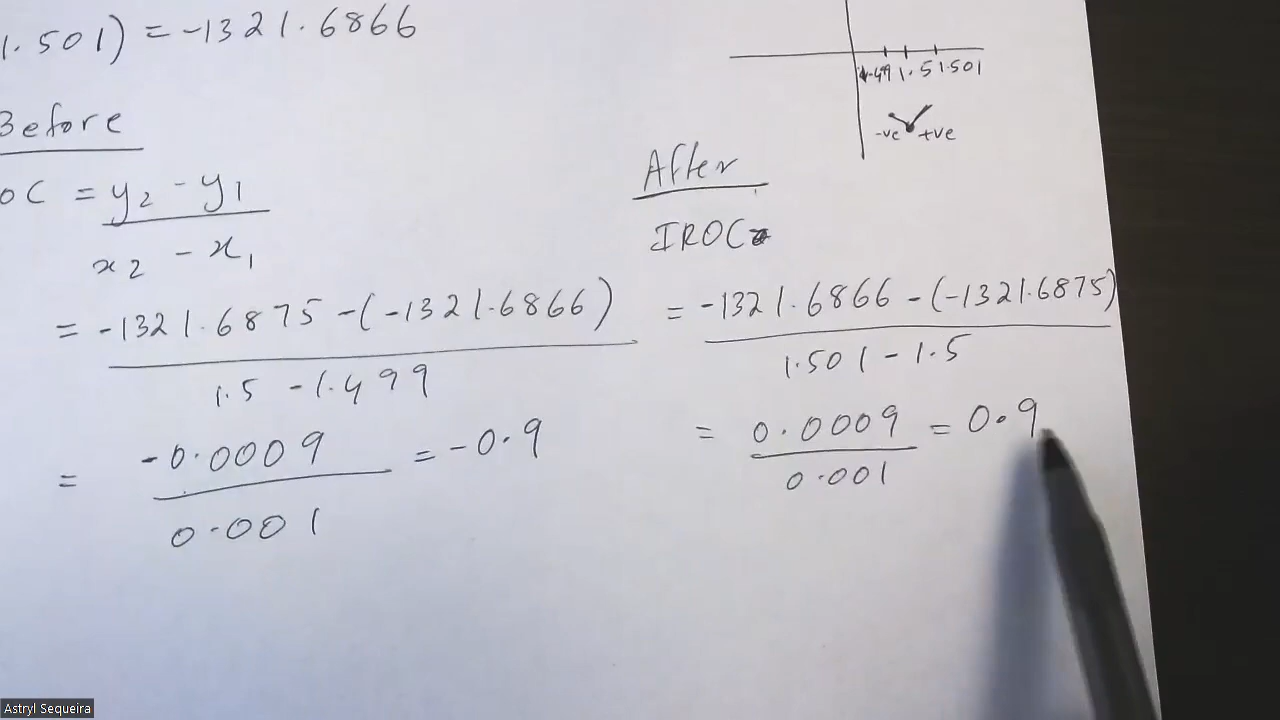 1.501) = -1321.6866
1.5 1.501
-ve +ve
Before
OC = y2 - y1
x2 - x1
= -1321.6875 - (-1321.6866)
1.5 - 1.499
= -0.0009 = -0.9
0.001
After
IROC
= -1321.6866 - (-1321.6875)
1.501 - 1.5
= 0.0009 = 0.9
0.001
Astryl Sequeira